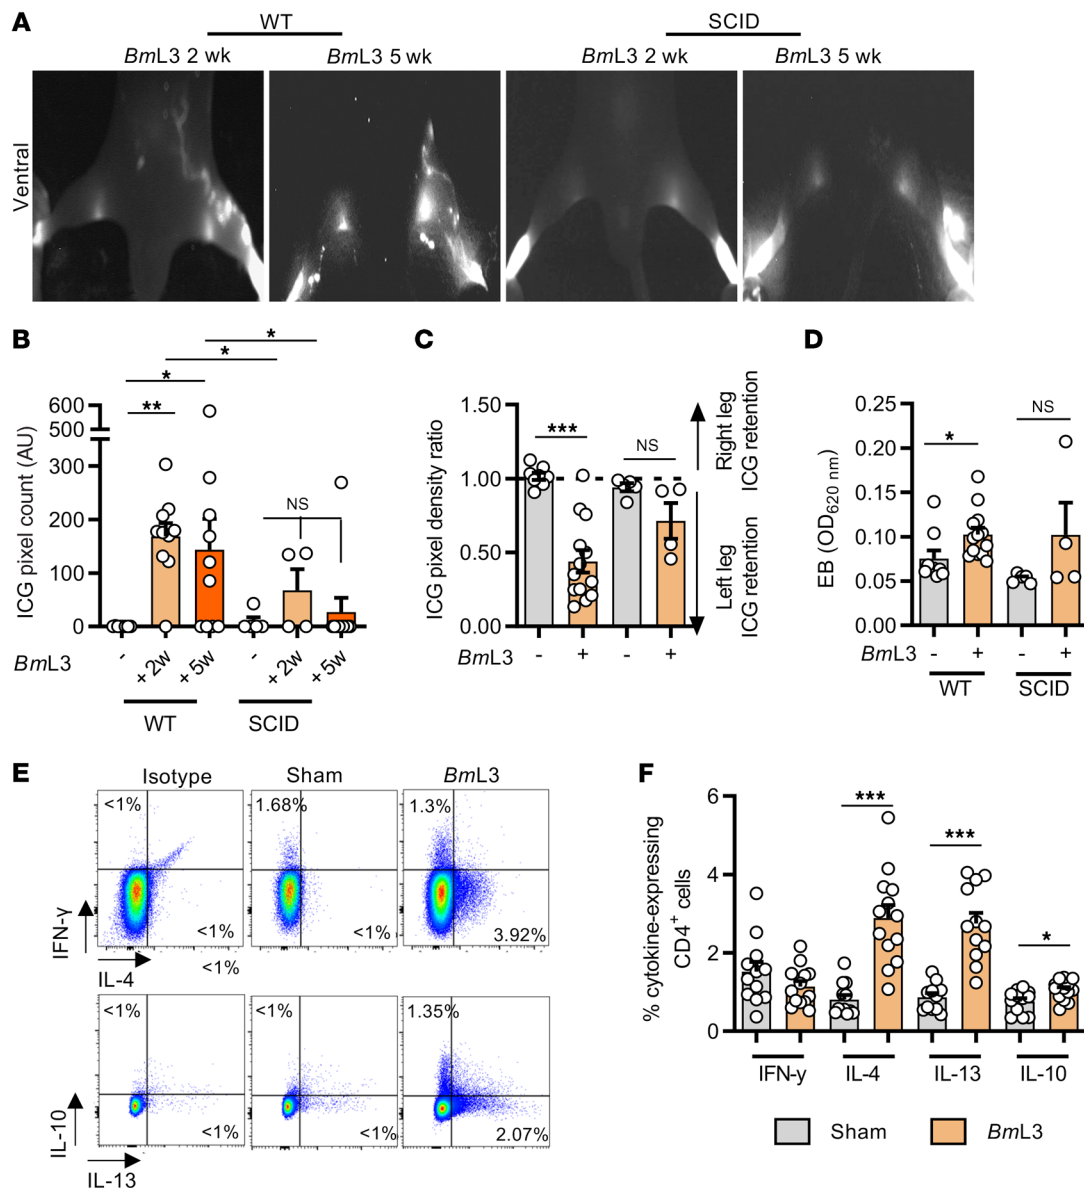 A
WT
SCID
BmL3 2 wk
BmL3 5 wk
BmL3 2 wk
BmL3 5 wk
Ventral
B
*
*
*
**
NS
ICG pixel count (AU)
600
500
300
200
100
0
BmL3
-
+2w
+5w
-
+2w
+5w
WT
SCID
C
***
NS
ICG pixel density ratio
1.50
1.00
0.50
0.00
BmL3
-
+
-
+
Right leg
ICG retention
Left leg
ICG retention
D
*
NS
EB (OD620 nm)
0.25
0.20
0.15
0.10
0.05
0.00
BmL3
-
+
-
+
WT
SCID
E
Isotype
Sham
BmL3
<1%
1.68%
1.3%
<1%
<1%
3.92%
IFN-γ
IL-4
<1%
<1%
<1%
1.35%
<1%
<1%
2.07%
IL-10
IL-13
F
***
***
*
% cytokine-expressing
CD4+ cells
6
4
2
0
IFN-y
IL-4
IL-13
IL-10
Sham
BmL3